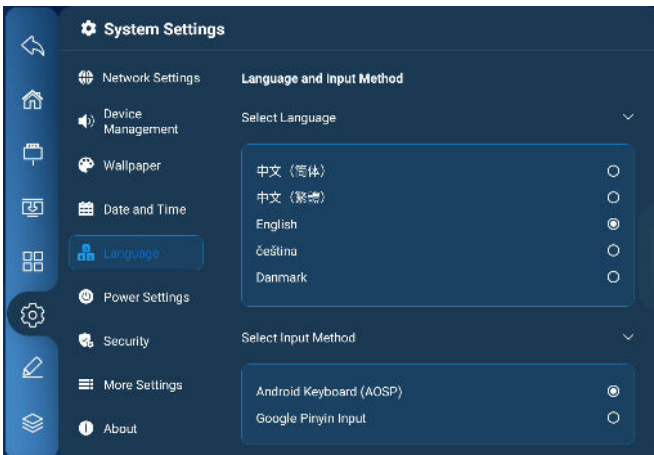 System Settings
Network Settings
Device
Management
Wallpaper
Date and Time
Language
Power Settings
Security
More Settings
About
Language and Input Method
Select Language
中文（简体）
中文（繁體）
English
čeština
Danmark
Select Input Method
Android Keyboard (AOSP)
Google Pinyin Input